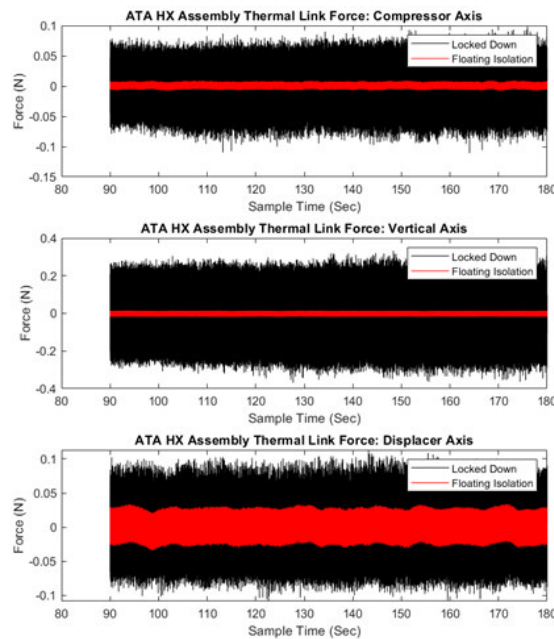 ATA HX Assembly Thermal Link Force: Compressor Axis
0.1
0.05
0
-0.05
-0.1
-0.15
Force (N)
Locked Down
Floating Isolation
80 90 100 110 120 130 140 150 160 170 180
Sample Time (Sec)
ATA HX Assembly Thermal Link Force: Vertical Axis
0.4
0.2
0
-0.2
-0.4
Force (N)
Locked Down
Floating Isolation
80 90 100 110 120 130 140 150 160 170 180
Sample Time (Sec)
ATA HX Assembly Thermal Link Force: Displacer Axis
0.1
0.05
0
-0.05
-0.1
Force (N)
Locked Down
Floating Isolation
80 90 100 110 120 130 140 150 160 170 180
Sample Time (Sec)